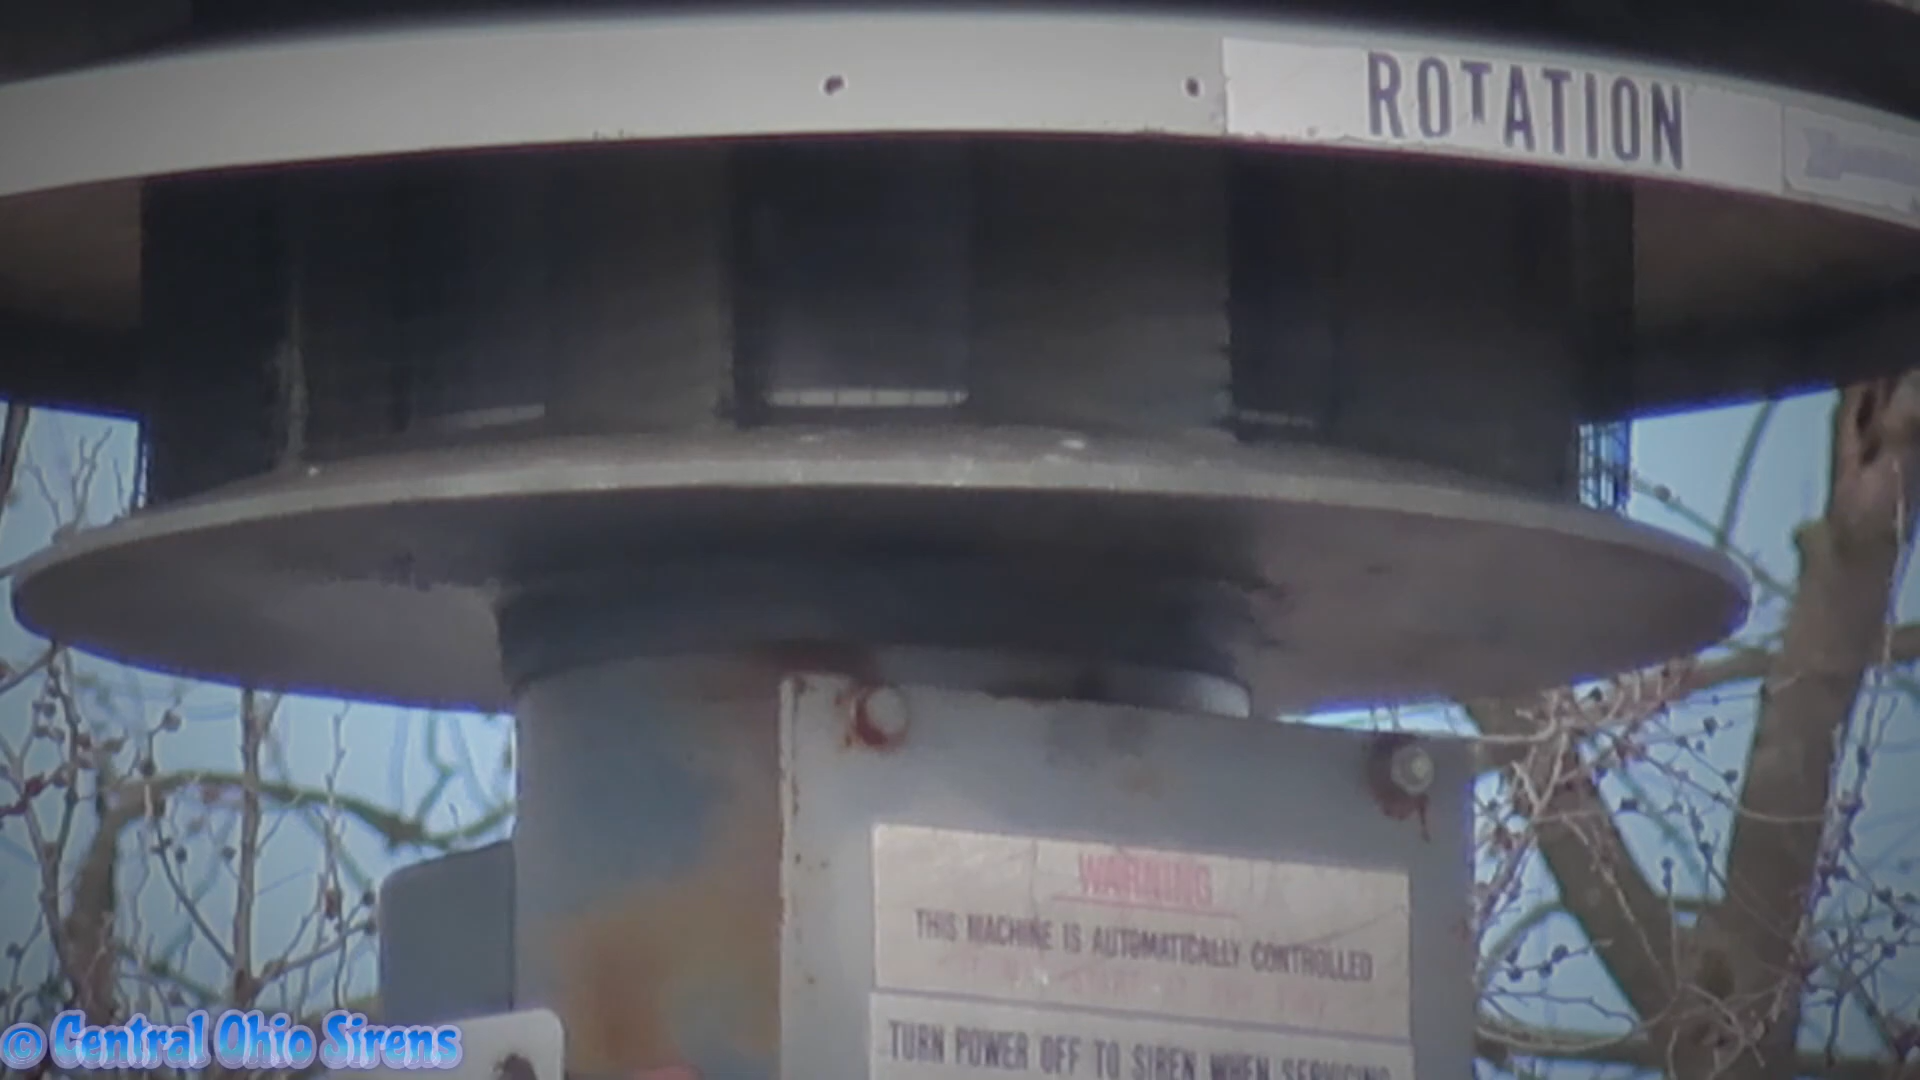 ROTATION
WARNING
THIS MACHINE IS AUTOMATICALLY CONTROLLED
TURN POWER OFF TO SIREN WHEN SERVICING
© Central Ohio Sirens